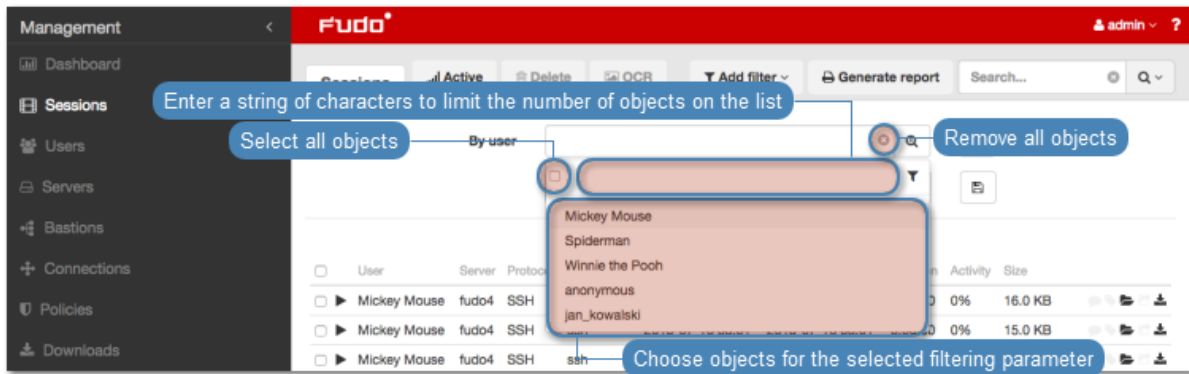 Management
Fudo
admin ?
Dashboard
Sessions
Active Delete OCR Add filter Generate report Search...
Enter a string of characters to limit the number of objects on the list
Sessions
Select all objects
By user
Remove all objects
Users
Servers
Bastions
Mickey Mouse
Spiderman
Winnie the Pooh
anonymous
jan_kowalski
Connections
User Server Activity Size
Policies
Mickey Mouse fudo4 SSH 0% 16.0 KB
Mickey Mouse fudo4 SSH 0% 15.0 KB
Downloads
Mickey Mouse fudo4 SSH ssh
Choose objects for the selected filtering parameter